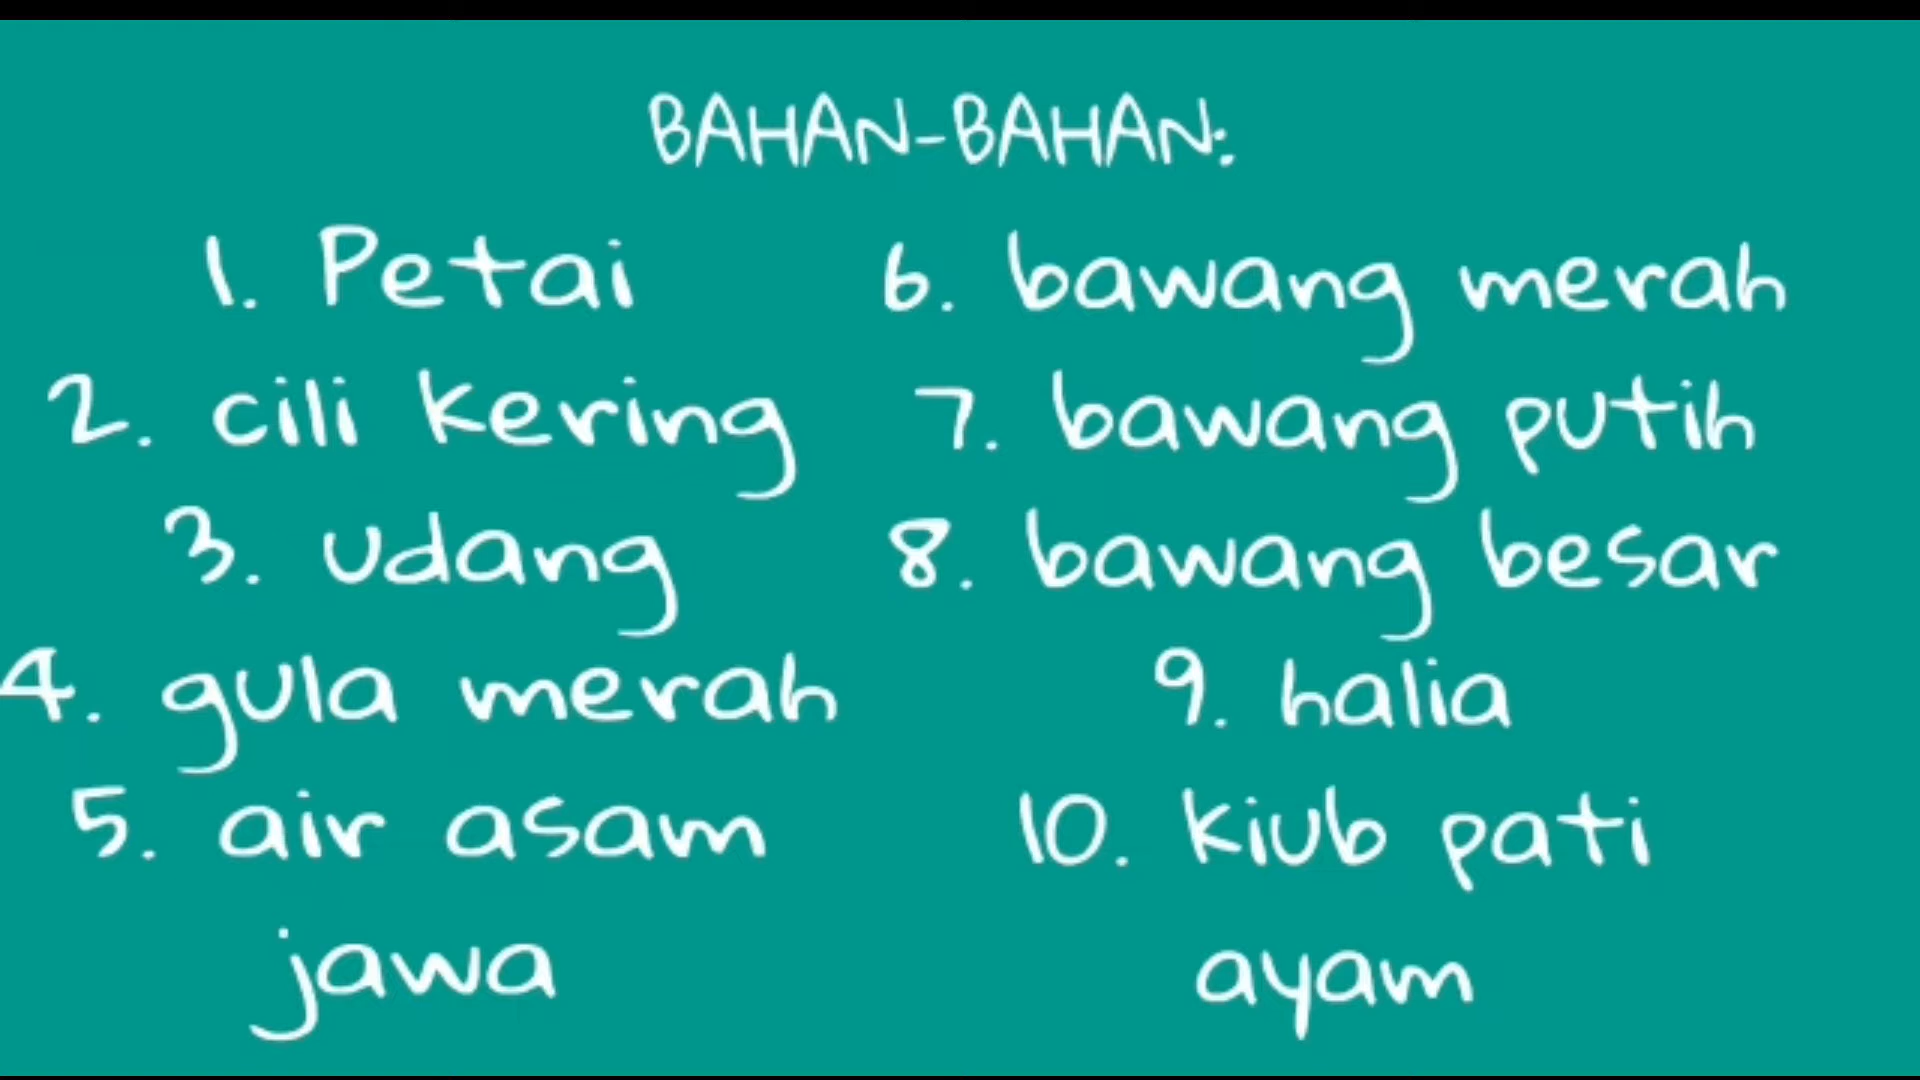 BAHAN-BAHAN:
1. Petai
2. cili kering
3. udang
4. gula merah
5. air asam
jawa
6. bawang merah
7. bawang putih
8. bawang besar
9. halia
10. kiub pati
ayam